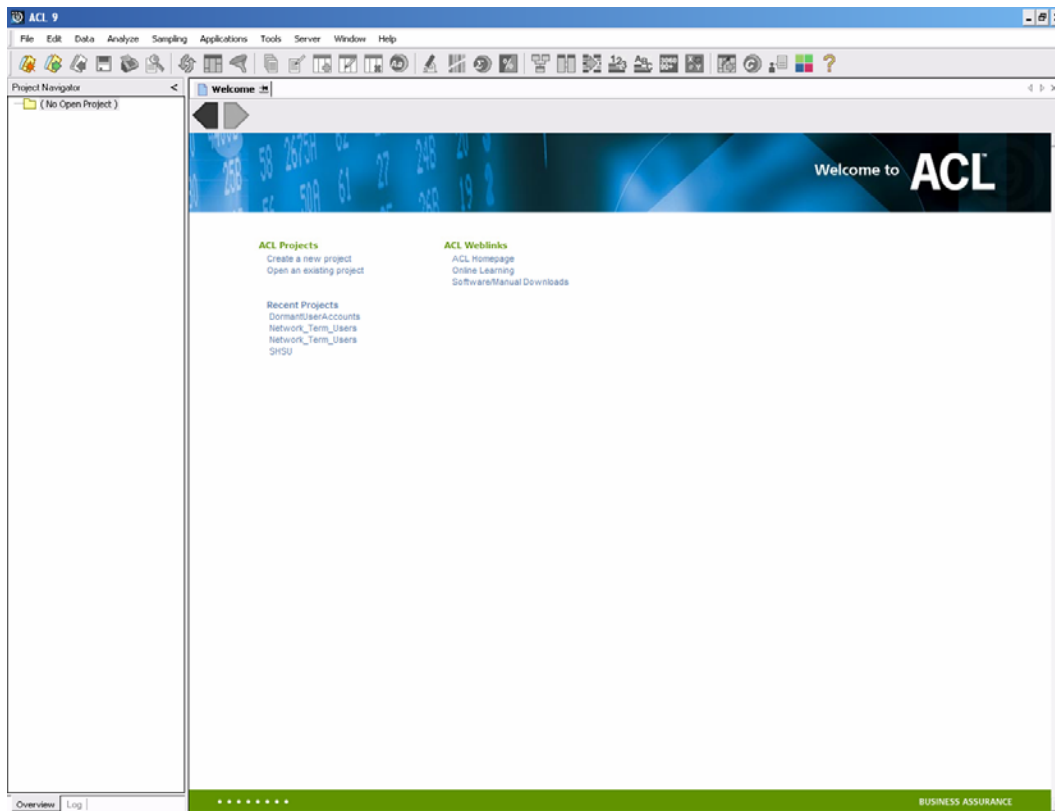 ACL 9
File Edit Data Analyze Sampling Applications Tools Server Window Help
Project Navigator <
Welcome
( No Open Project )
Welcome to ACL
ACL Projects
Create a new project
Open an existing project
Recent Projects
DormantUserAccounts
Network_Term_Users
Network_Term_Users
SHSU
ACL Weblinks
ACL Homepage
Online Learning
Software/Manual Downloads
Overview Log
BUSINESS ASSURANCE